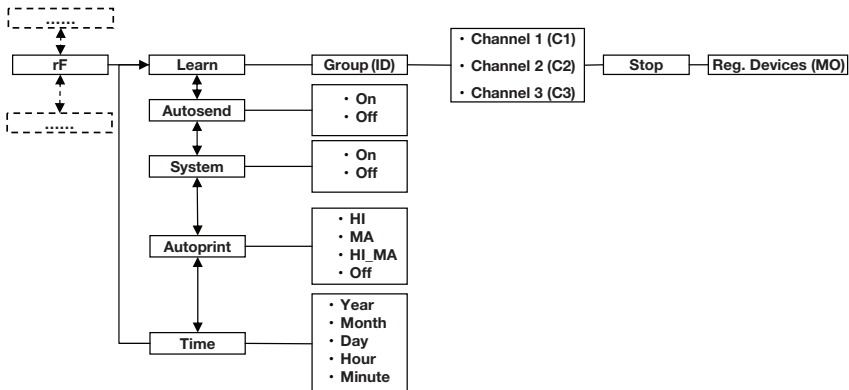 ......
rF
......
Learn
Group (ID)
• Channel 1 (C1)
• Channel 2 (C2)
• Channel 3 (C3)
Stop
Reg. Devices (MO)
Autosend
• On
• Off
System
• On
• Off
Autoprint
• HI
• MA
• HI_MA
• Off
Time
• Year
• Month
• Day
• Hour
• Minute